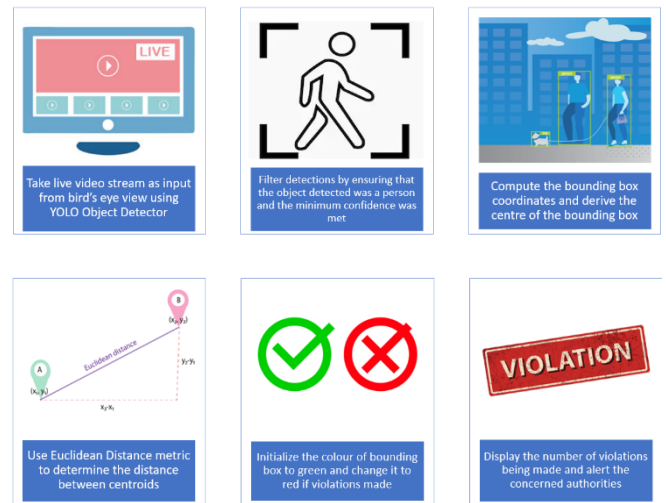 LIVE
Take live video stream as input
from bird's eye view using
YOLO Object Detector
Filter detections by ensuring that
the object detected was a person
and the minimum confidence was
met
Compute the bounding box
coordinates and derive the
centre of the bounding box
B
(x₂, y₂)
A
(x₁, y₁)
Euclidean distance
y₂-y₁
x₂-x₁
Use Euclidean Distance metric
to determine the distance
between centroids
Initialize the colour of bounding
box to green and change it to
red if violations made
VIOLATION
Display the number of violations
being made and alert the
concerned authorities